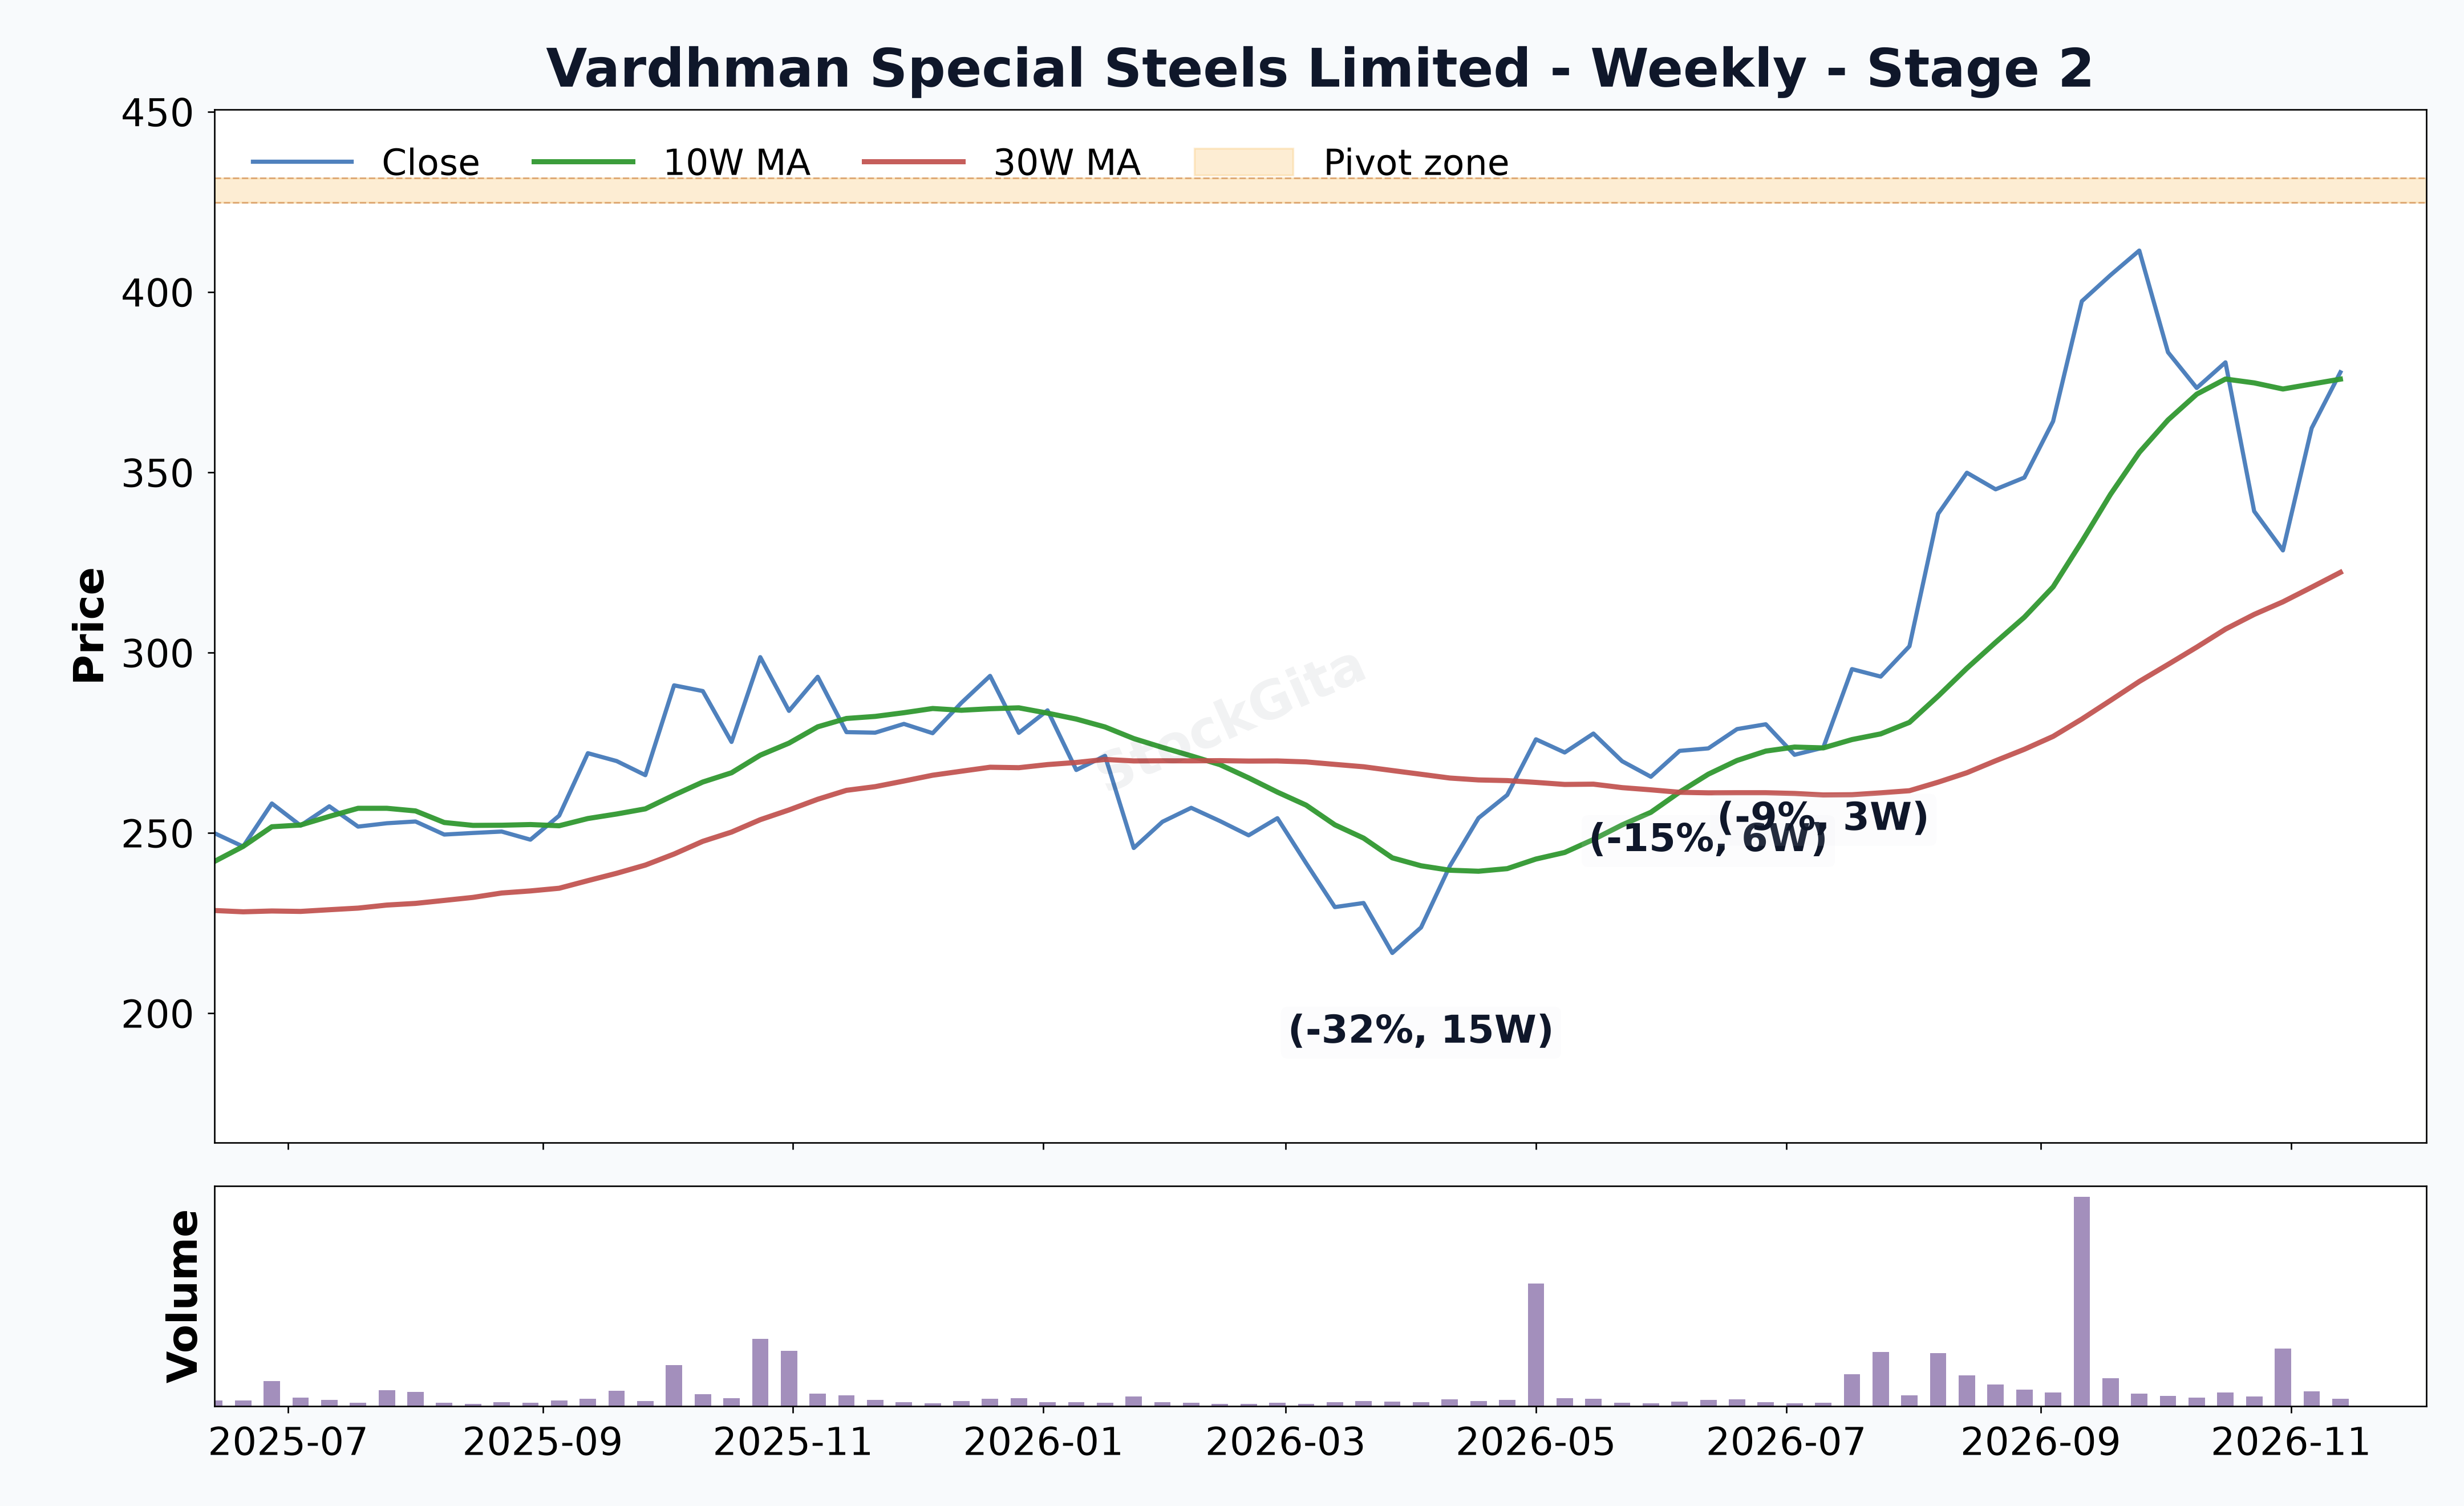 Vardhman Special Steels Limited - Weekly - Stage 2
Close 10W MA 30W MA Pivot zone
450
400
350
300
250
200
Price
StockGita
(-9%, 3W)
(-15%, 6W)
(-32%, 15W)
Volume
2025-07 2025-09 2025-11 2026-01 2026-03 2026-05 2026-07 2026-09 2026-11